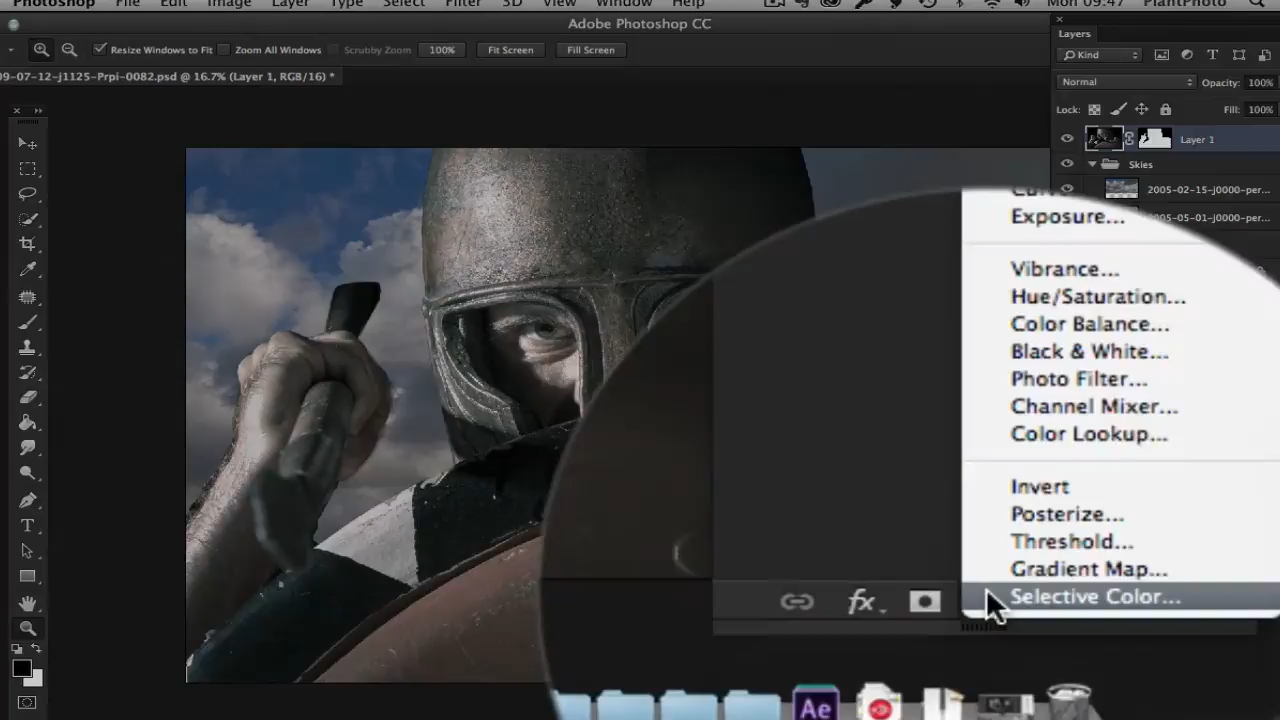 Photoshop File Edit Image Layer Type Select Filter 3D View Window Help Mon 09:47 PlantPhoto
Adobe Photoshop CC
Resize Windows to Fit Zoom All Windows Scrubby Zoom 100% Fit Screen Fill Screen
09-07-12-j1125-Prpi-0082.psd @ 16.7% (Layer 1, RGB/16) *
Layers
Kind
Normal Opacity: 100%
Lock: Fill: 100%
Layer 1
Skies
2005-02-15-j0000-per...
2005-05-01-j0000-per...
Exposure...
Vibrance...
Hue/Saturation...
Color Balance...
Black & White...
Photo Filter...
Channel Mixer...
Color Lookup...
Invert
Posterize...
Threshold...
Gradient Map...
Selective Color...
fx
Ae